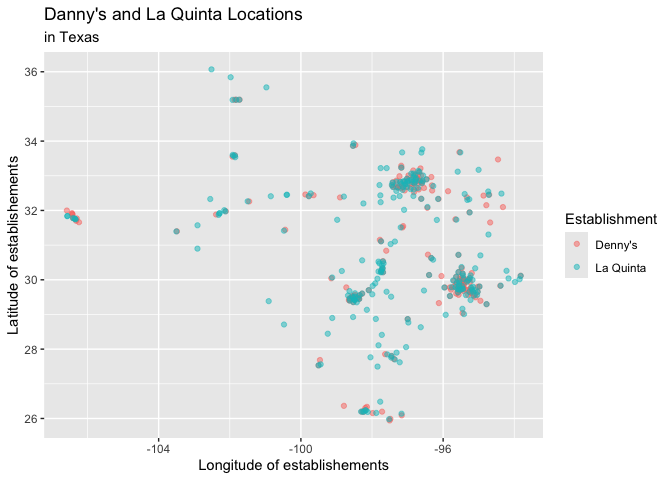 Danny's and La Quinta Locations
in Texas
36
34
32
30
28
26
-104
-100
-96
Longitude of establishements
Latitude of establishements
Establishment
Denny's
La Quinta